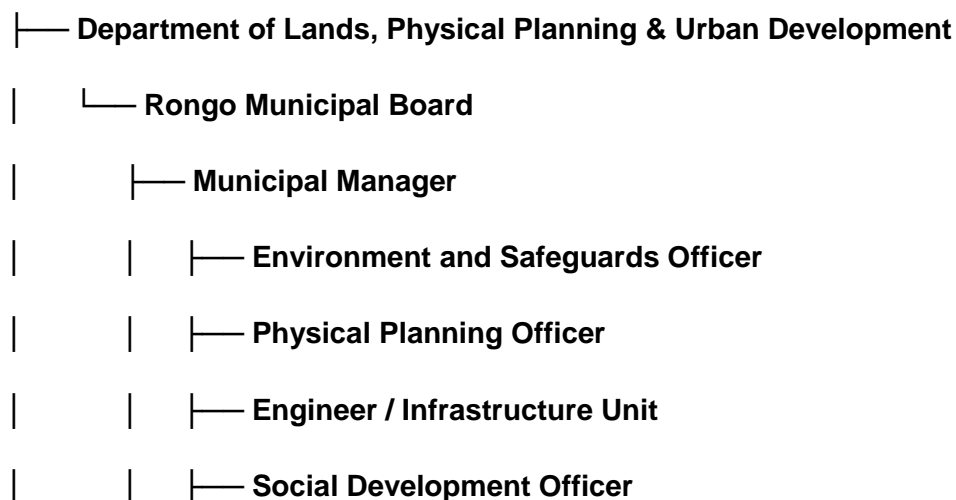 ├── Department of Lands, Physical Planning & Urban Development
│ └── Rongo Municipal Board
│ ├── Municipal Manager
│ │ ├── Environment and Safeguards Officer
│ │ ├── Physical Planning Officer
│ │ ├── Engineer / Infrastructure Unit
│ │ ├── Social Development Officer